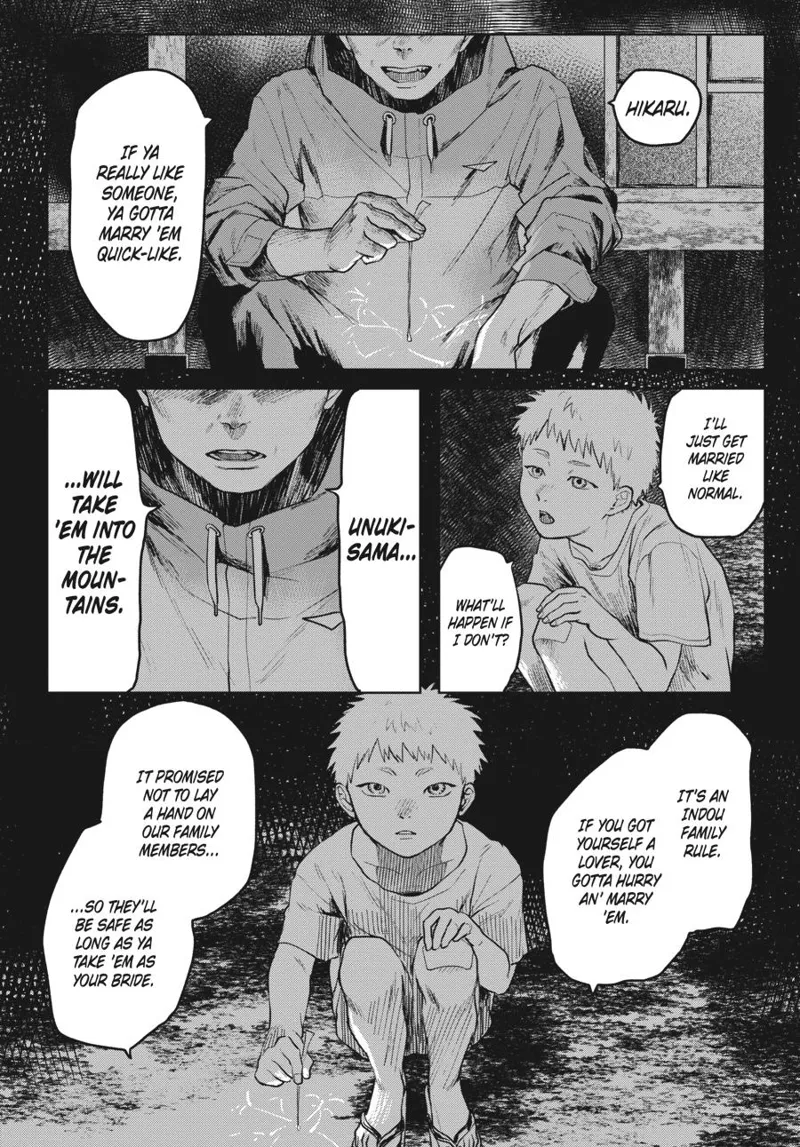 HIKARU.
IF YA
REALLY LIKE
SOMEONE,
YA GOTTA
MARRY 'EM
QUICK-LIKE.
I'LL
JUST GET
MARRIED
LIKE
NORMAL.
WHAT'LL
HAPPEN IF
I DON'T?
UNUKI-
SAMA...
...WILL
TAKE
'EM INTO
THE
MOUN-
TAINS.
IT'S AN
INDOU
FAMILY
RULE.
IF YOU GOT
YOURSELF A
LOVER, YOU
GOTTA HURRY
AN' MARRY
'EM.
IT PROMISED
NOT TO LAY
A HAND ON
OUR FAMILY
MEMBERS...
...SO THEY'LL
BE SAFE AS
LONG AS YA
TAKE 'EM AS
YOUR BRIDE.